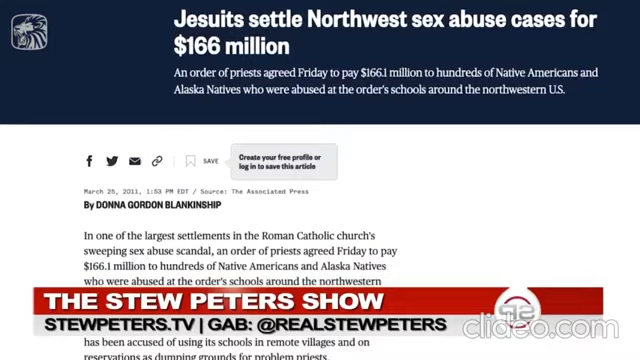 Jesuits settle Northwest sex abuse cases for
$166 million
An order of priests agreed Friday to pay $166.1 million to hundreds of Native Americans and
Alaska Natives who were abused at the order's schools around the northwestern U.S.
SAVE
Create your free profile or
log in to save this article
March 25, 2011, 1:53 PM EDT / Source: The Associated Press
By DONNA GORDON BLANKINSHIP
In one of the largest settlements in the Roman Catholic church's
sweeping sex abuse scandal, an order of priests agreed Friday to pay
$166.1 million to hundreds of Native Americans and Alaska Natives
who were abused at the order's schools around the northwestern
THE STEW PETERS SHOW
STEWPETERS.TV | GAB: @REALSTEWPETERS
clideo.com
has been accused of using its schools in remote villages and on
reservations as dumping grounds for problem priests.